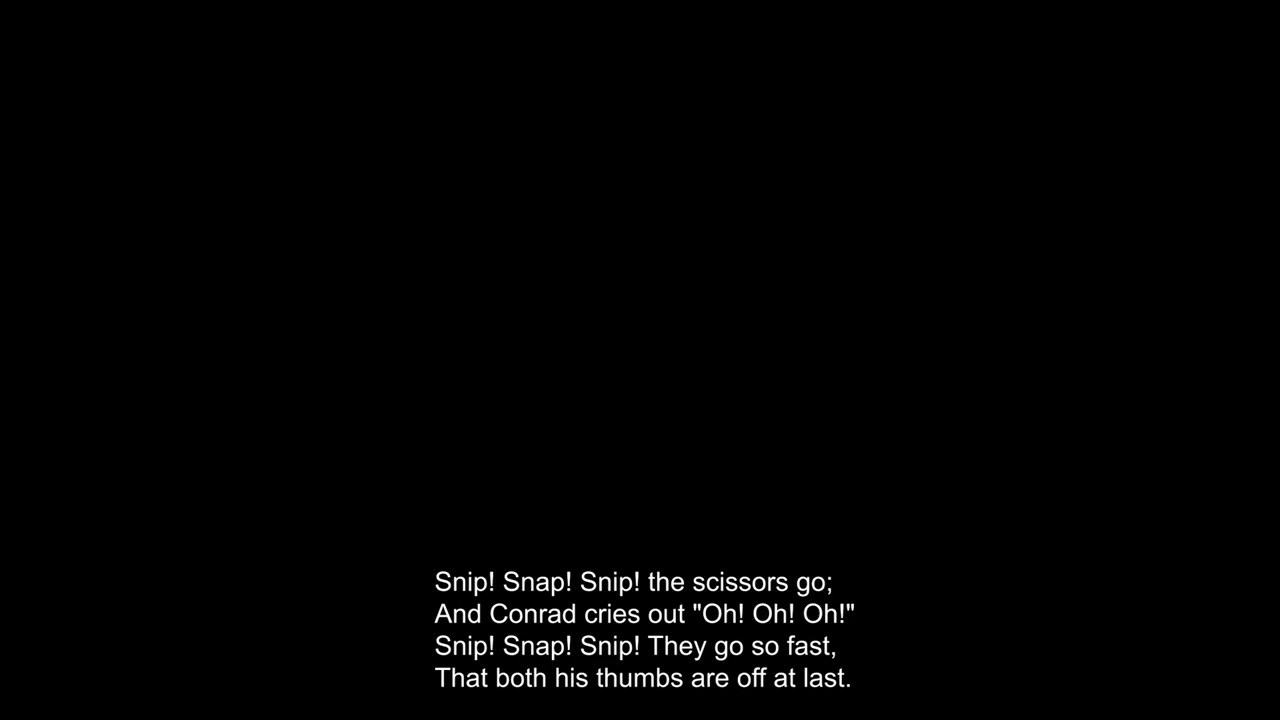 Snip! Snap! Snip! the scissors go;
And Conrad cries out "Oh! Oh! Oh!"
Snip! Snap! Snip! They go so fast,
That both his thumbs are off at last.